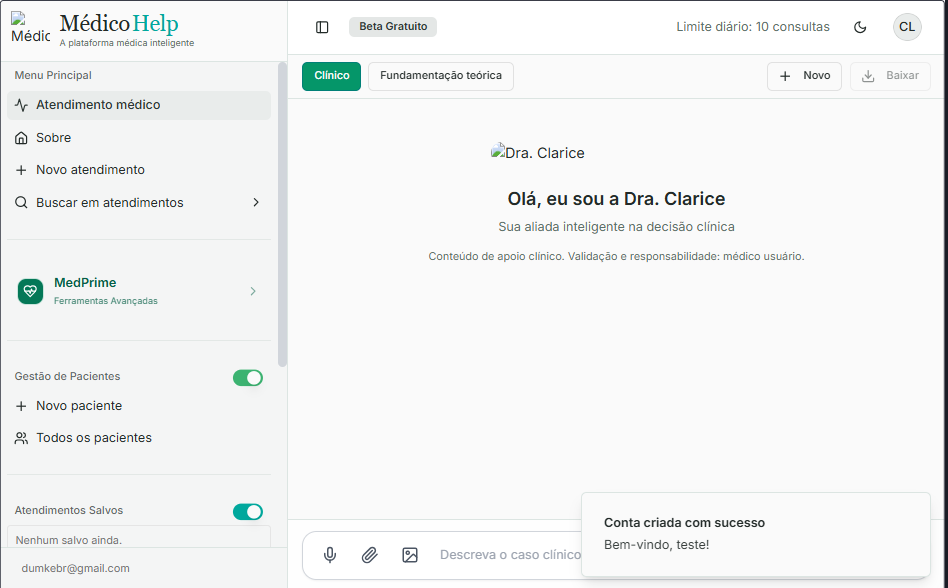 Médic
MédicoHelp
A plataforma médica inteligente
Menu Principal
Atendimento médico
Sobre
Novo atendimento
Buscar em atendimentos
MedPrime
Ferramentas Avançadas
Gestão de Pacientes
Novo paciente
Todos os pacientes
Atendimentos Salvos
Nenhum salvo ainda.
dumkebr@gmail.com
Beta Gratuito
Limite diário: 10 consultas
CL
Clínico
Fundamentação teórica
Novo
Baixar
Dra. Clarice
Olá, eu sou a Dra. Clarice
Sua aliada inteligente na decisão clínica
Conteúdo de apoio clínico. Validação e responsabilidade: médico usuário.
Descreva o caso clínico
Conta criada com sucesso
Bem-vindo, teste!